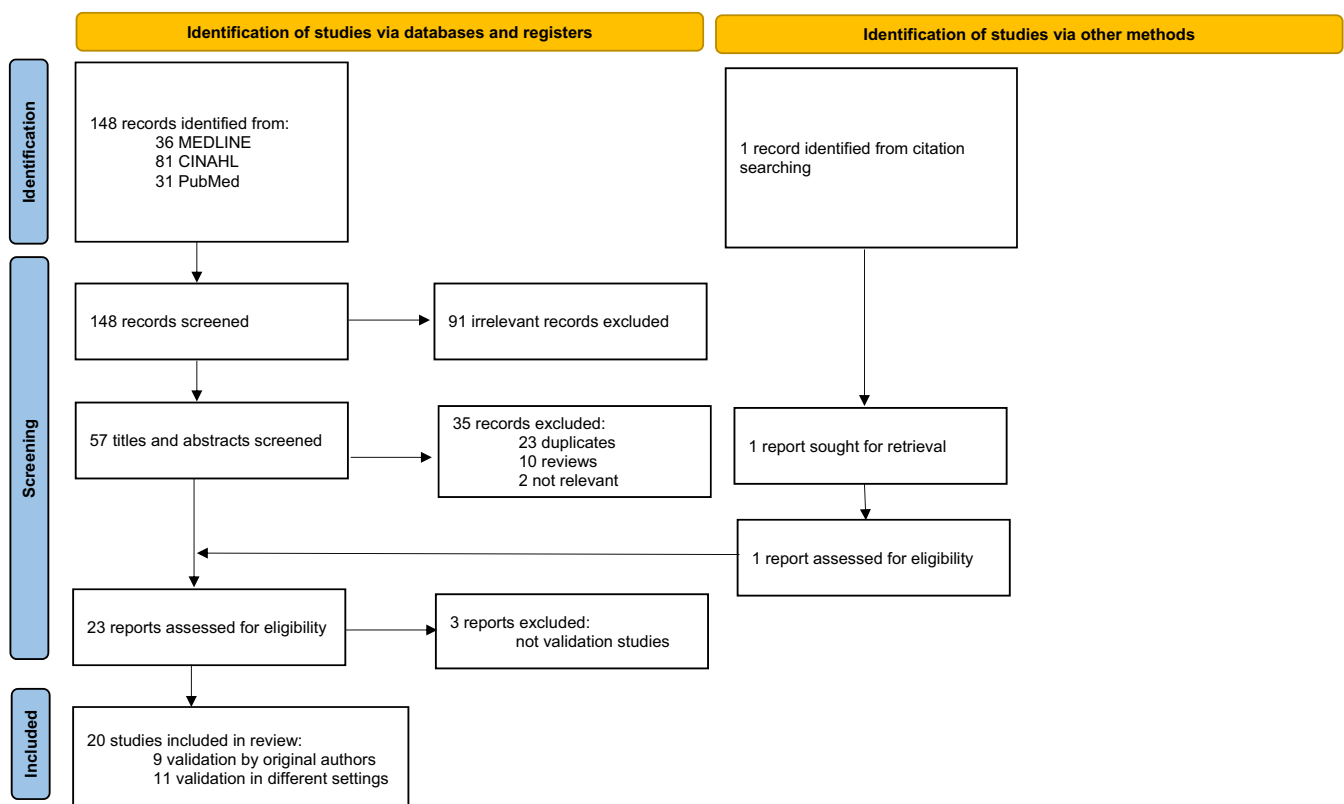 Identification of studies via databases and registers
Identification of studies via other methods
Identification
148 records identified from:
36 MEDLINE
81 CINAHL
31 PubMed
1 record identified from citation
searching
Screening
148 records screened
91 irrelevant records excluded
57 titles and abstracts screened
35 records excluded:
23 duplicates
10 reviews
2 not relevant
1 report sought for retrieval
1 report assessed for eligibility
23 reports assessed for eligibility
3 reports excluded:
not validation studies
Included
20 studies included in review:
9 validation by original authors
11 validation in different settings